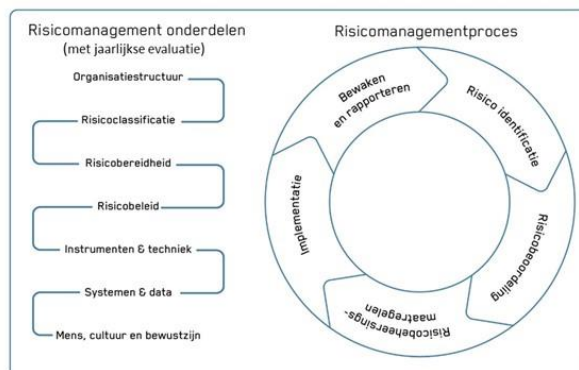 Risicomanagement onderdelen
(met jaarlijkse evaluatie)
Organisatiestructuur
Risicoclassificatie
Risicobereidheid
Risicobeleid
Instrumenten & techniek
Systemen & data
Mens, cultuur en bewustzijn
Risicomanagementproces
Bewaken
en rapporteren
Risico identificatie
Risicobeoordeling
Risicobeheersings-
maatregelen
Implementatie